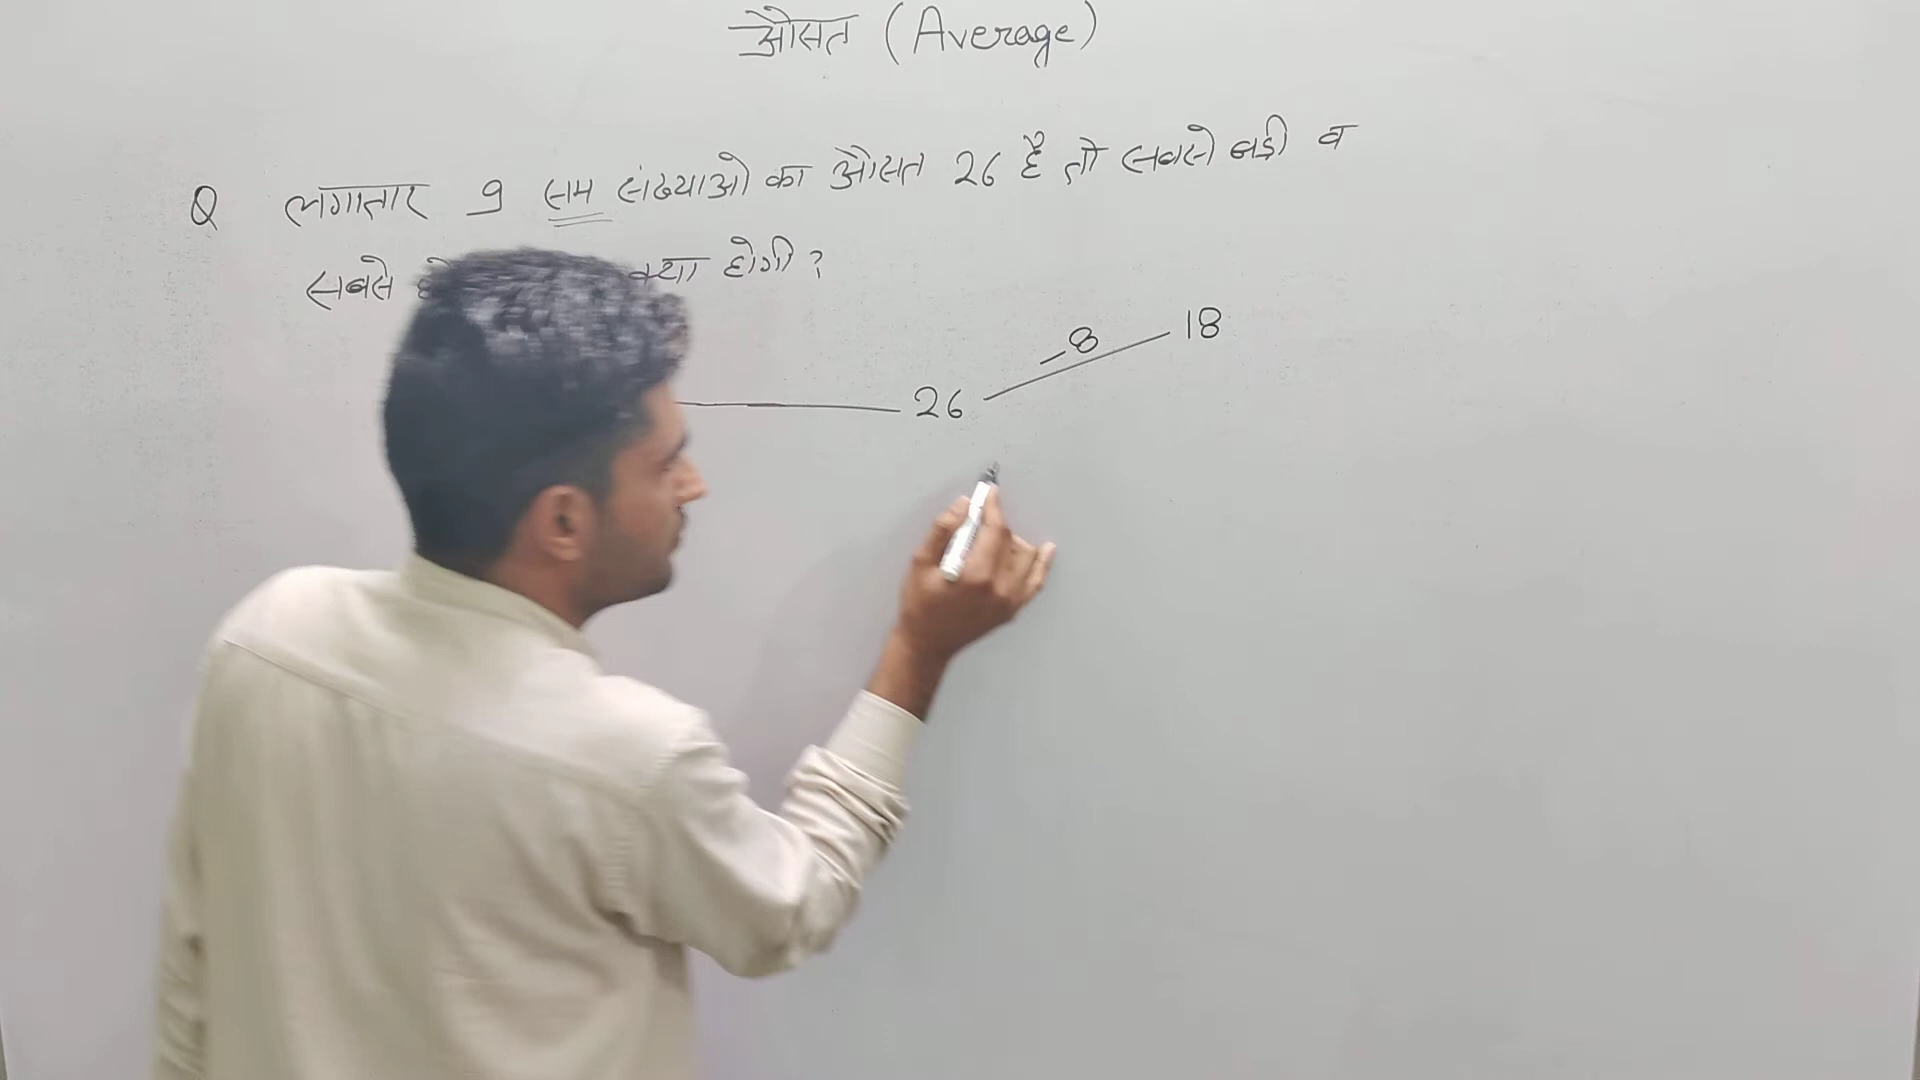 औसत (Average)
Q लगातार 9 सम संख्याओ का औसत 26 है तो सबसे बड़ी व
सबसे क्या होगी ?
-8 18
26